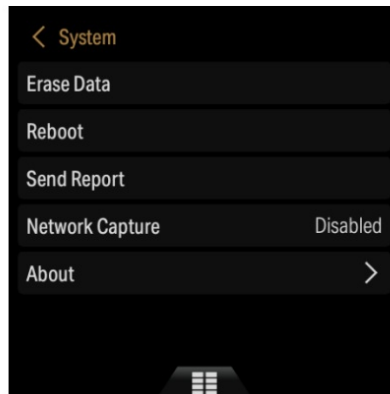 System
Erase Data
Reboot
Send Report
Network Capture Disabled
About